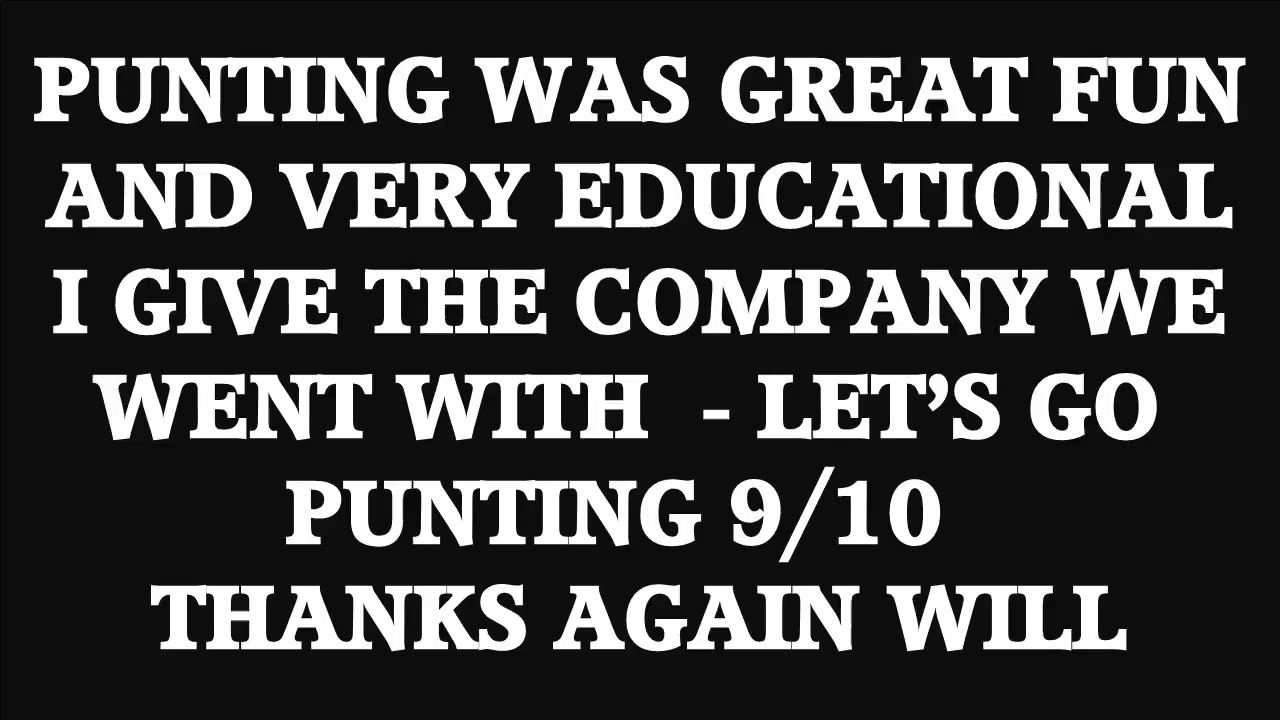 PUNTING WAS GREAT FUN
AND VERY EDUCATIONAL
I GIVE THE COMPANY WE
WENT WITH  - LET’S GO
PUNTING 9/10
THANKS AGAIN WILL